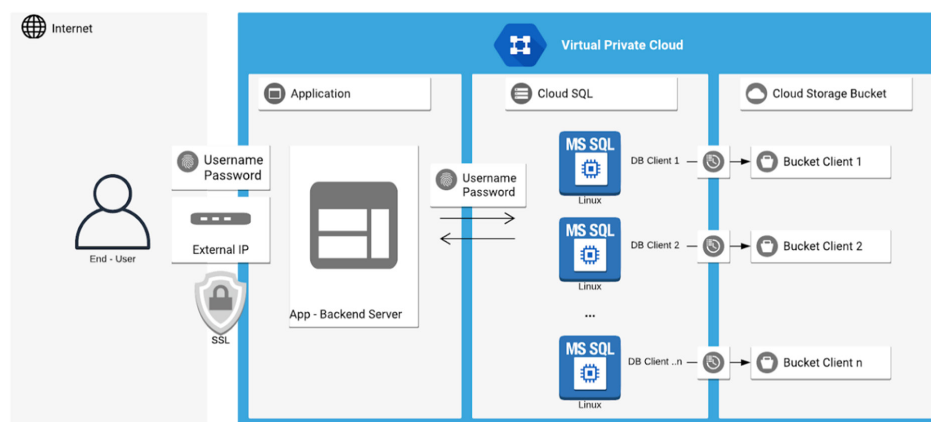 Internet
Virtual Private Cloud
Application
Cloud SQL
Cloud Storage Bucket
Username
Password
External IP
SSL
End - User
App - Backend Server
Username
Password
MS SQL
Linux
DB Client 1
Bucket Client 1
MS SQL
Linux
DB Client 2
Bucket Client 2
...
MS SQL
Linux
DB Client ..n
Bucket Client n